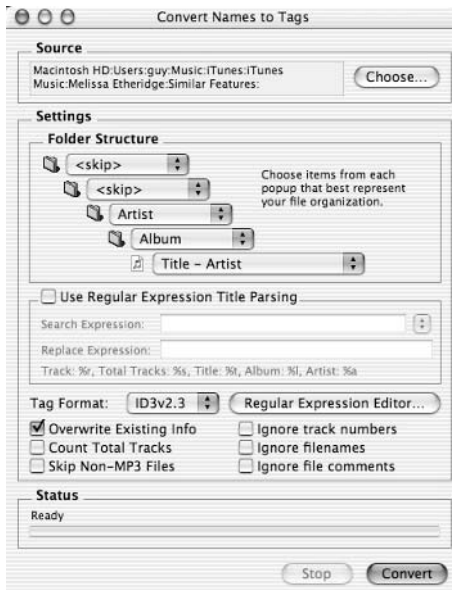 Convert Names to Tags
Source
Macintosh HD:Users:guy:Music:iTunes:iTunes
Music:Melissa Etheridge:Similar Features:
Choose...
Settings
Folder Structure
<skip>
<skip>
Artist
Album
Title – Artist
Choose items from each
popup that best represent
your file organization.
Use Regular Expression Title Parsing
Search Expression:
Replace Expression:
Track: %r, Total Tracks: %s, Title: %t, Album: %l, Artist: %a
Tag Format: ID3v2.3 Regular Expression Editor...
Overwrite Existing Info Ignore track numbers
Count Total Tracks Ignore filenames
Skip Non-MP3 Files Ignore file comments
Status
Ready
Stop Convert